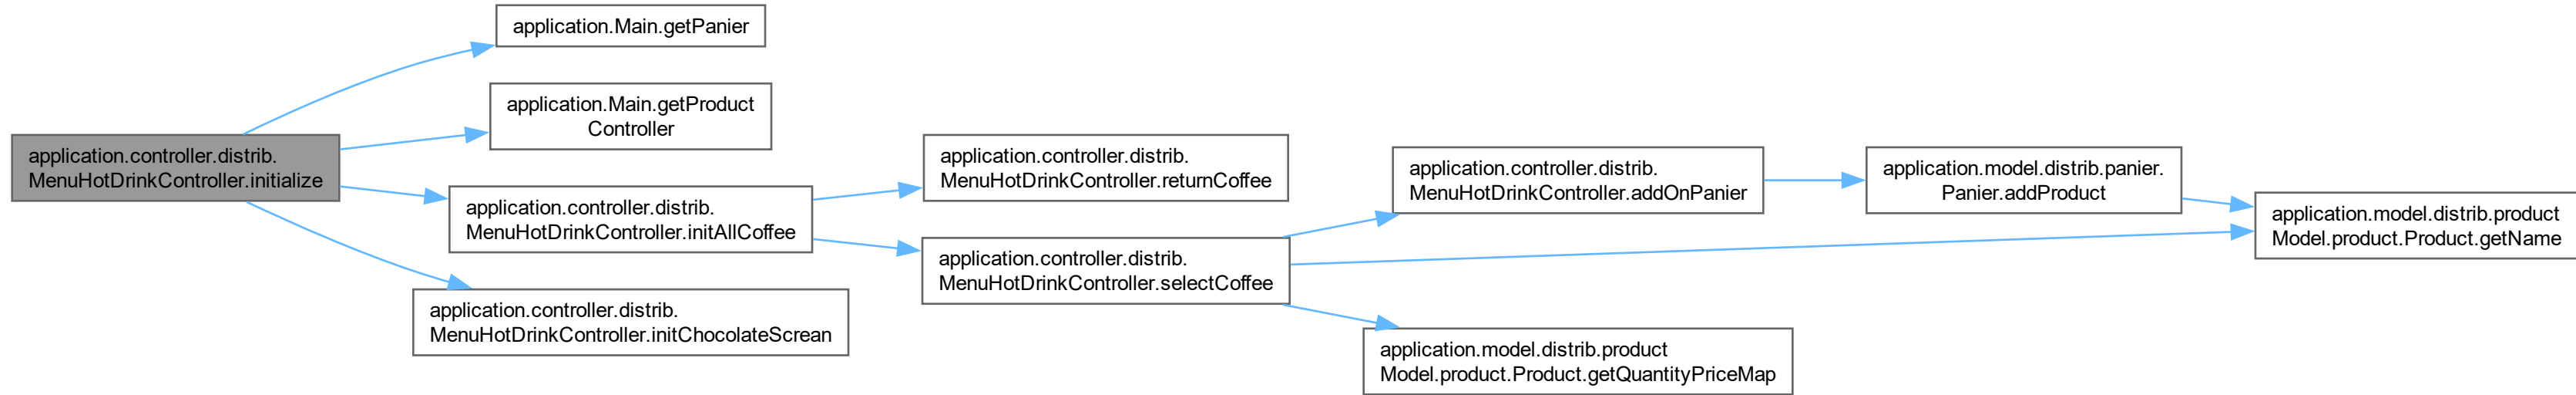 application.controller.distrib.
MenuHotDrinkController.initialize
application.Main.getPanier
application.Main.getProduct
Controller
application.controller.distrib.
MenuHotDrinkController.initAllCoffee
application.controller.distrib.
MenuHotDrinkController.initChocolateScrean
application.controller.distrib.
MenuHotDrinkController.returnCoffee
application.controller.distrib.
MenuHotDrinkController.selectCoffee
application.controller.distrib.
MenuHotDrinkController.addOnPanier
application.model.distrib.product
Model.product.Product.getQuantityPriceMap
application.model.distrib.panier.
Panier.addProduct
application.model.distrib.product
Model.product.Product.getName